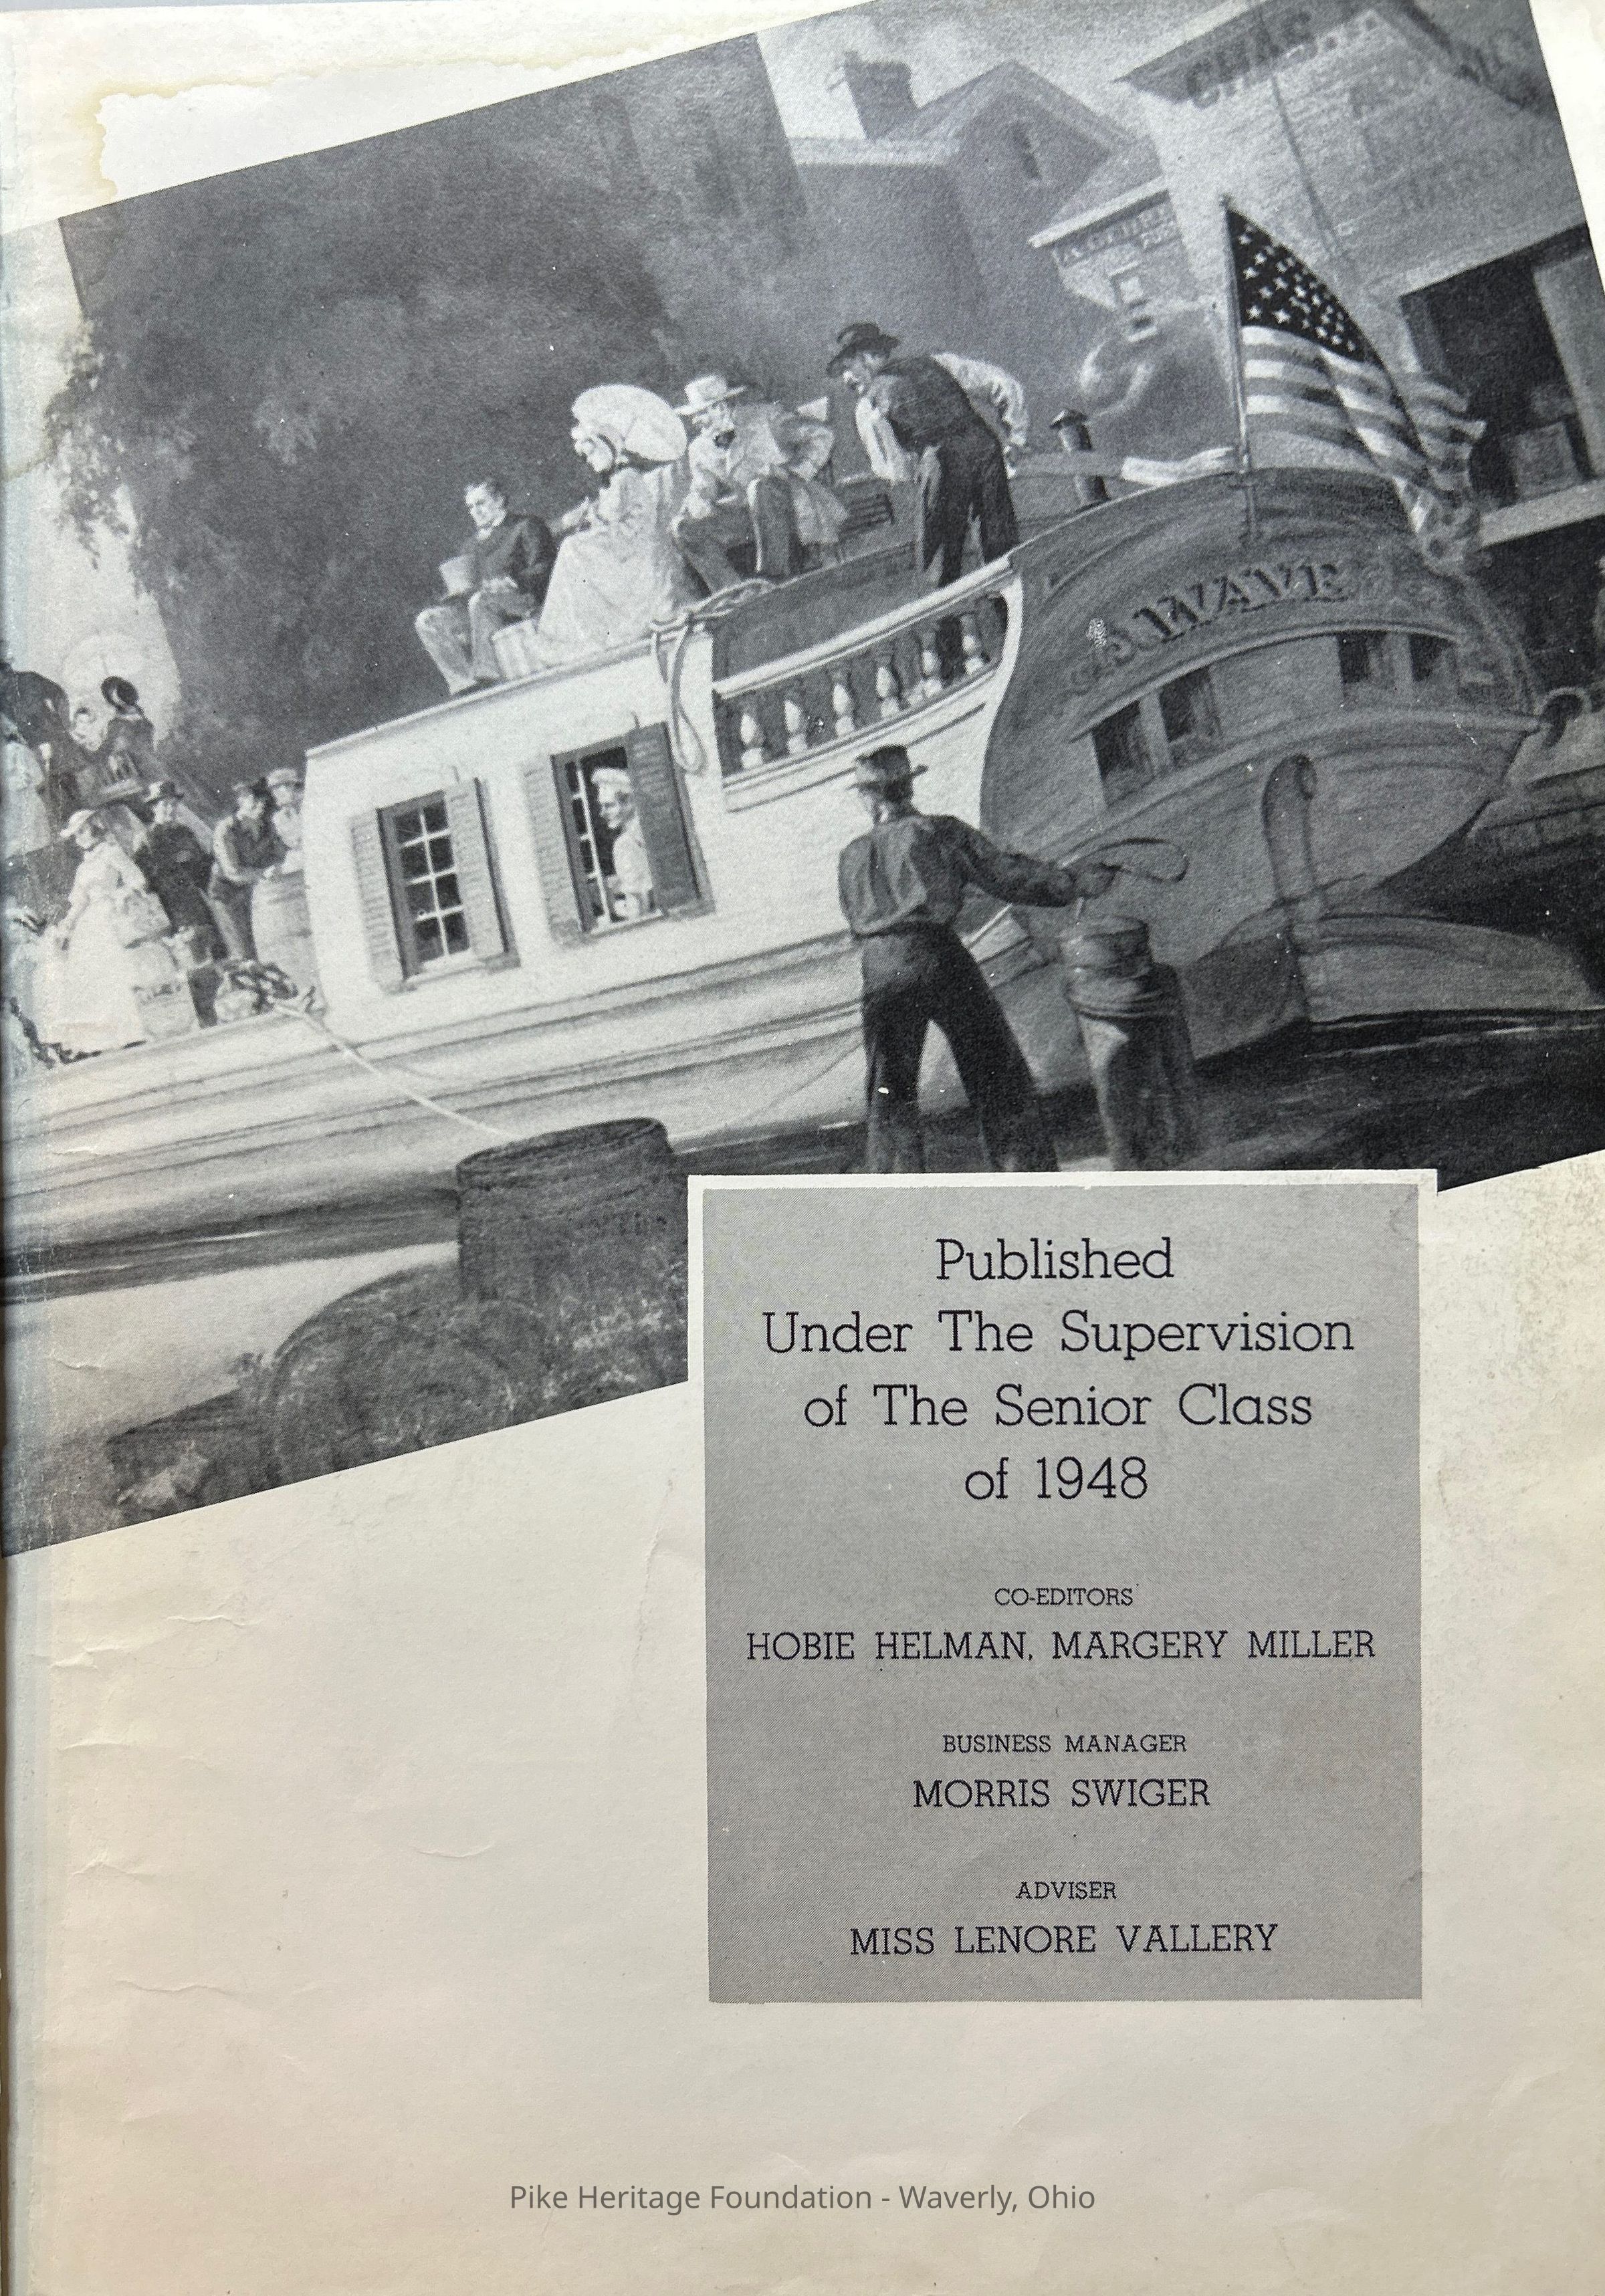 CHAS
Published
Under The Supervision
of The Senior Class
of 1948
CO-EDITORS
HOBIE HELMAN, MARGERY MILLER
BUSINESS MANAGER
MORRIS SWIGER
ADVISER
MISS LENORE VALLERY
Pike Heritage Foundation - Waverly, Ohio